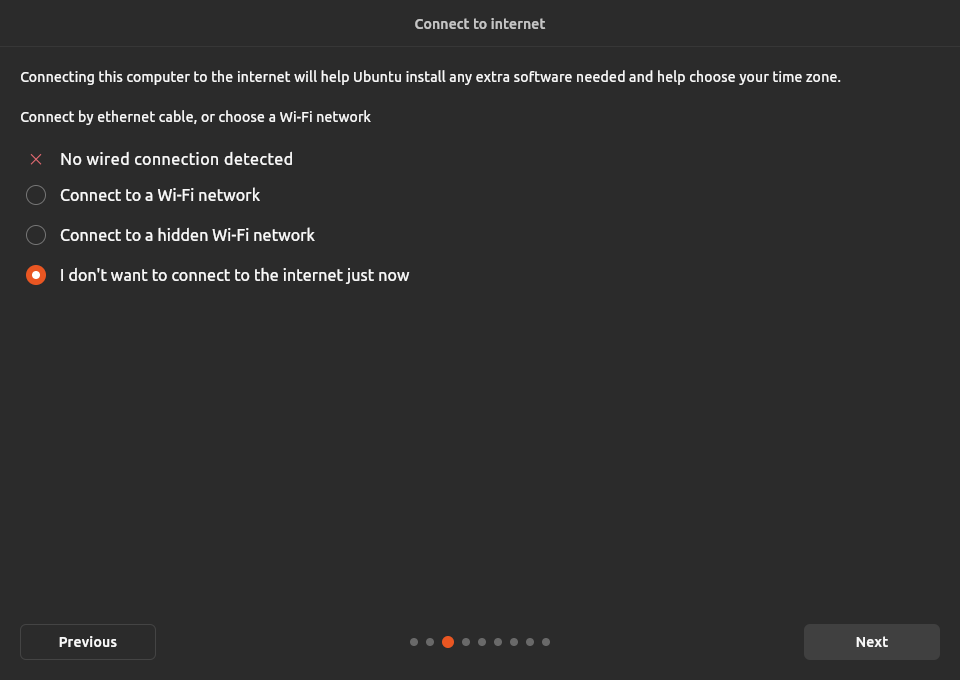 Connect to internet
Connecting this computer to the internet will help Ubuntu install any extra software needed and help choose your time zone.
Connect by ethernet cable, or choose a Wi-Fi network
No wired connection detected
Connect to a Wi-Fi network
Connect to a hidden Wi-Fi network
I don't want to connect to the internet just now
Previous
Next